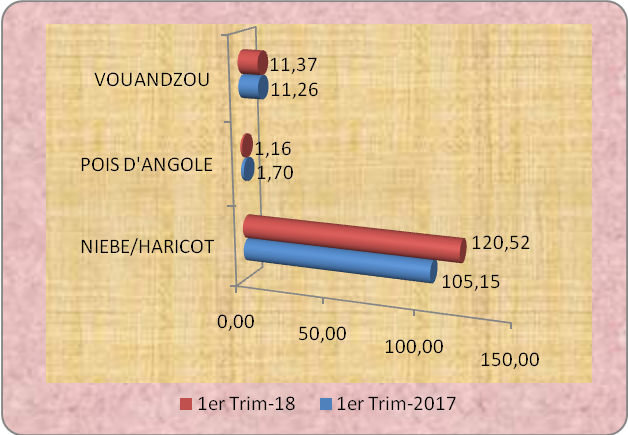 VOUANDZOU
11,37
11,26
POIS D'ANGOLE
1,16
1,70
NIEBE/HARICOT
120,52
105,15
0,00
50,00
100,00
150,00
1er Trim-18
1er Trim-2017